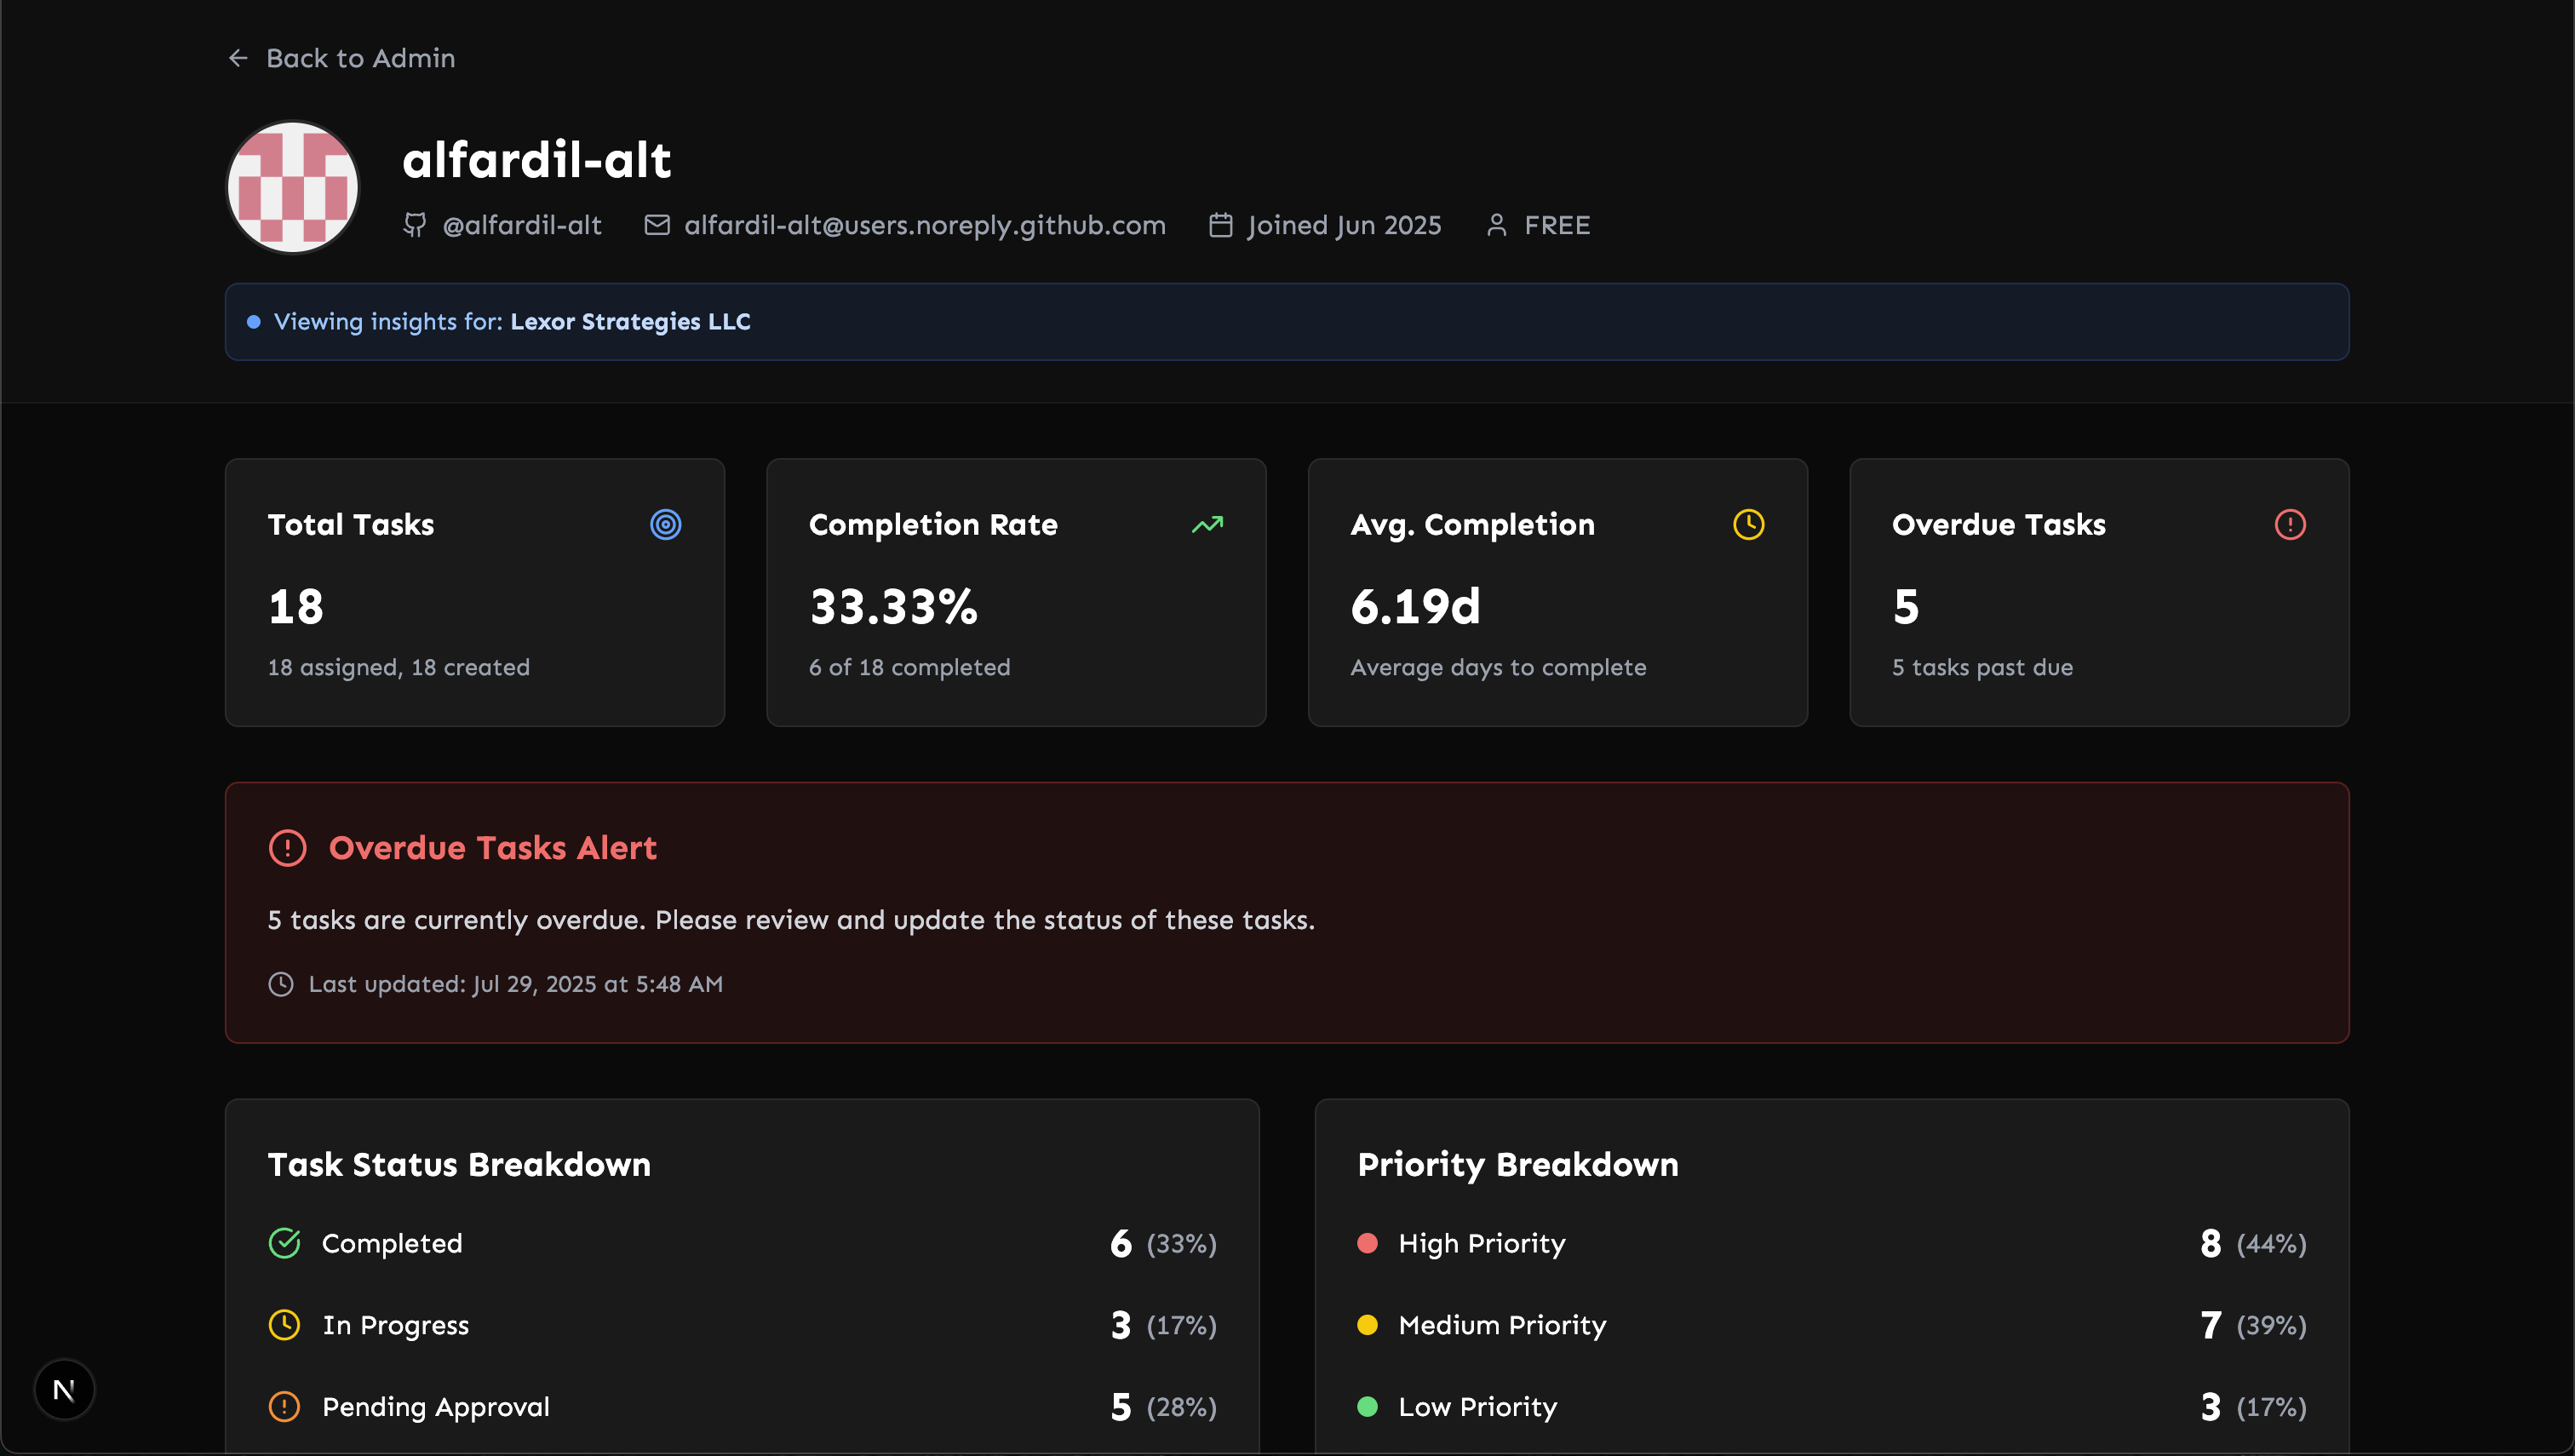 Back to Admin
alfardil-alt
@alfardil-alt alfardil-alt@users.noreply.github.com Joined Jun 2025 FREE
Viewing insights for: Lexor Strategies LLC
Total Tasks
18
18 assigned, 18 created
Completion Rate
33.33%
6 of 18 completed
Avg. Completion
6.19d
Average days to complete
Overdue Tasks
5
5 tasks past due
Overdue Tasks Alert
5 tasks are currently overdue. Please review and update the status of these tasks.
Last updated: Jul 29, 2025 at 5:48 AM
Task Status Breakdown
Completed 6 (33%)
In Progress 3 (17%)
Pending Approval 5 (28%)
Priority Breakdown
High Priority 8 (44%)
Medium Priority 7 (39%)
Low Priority 3 (17%)
N